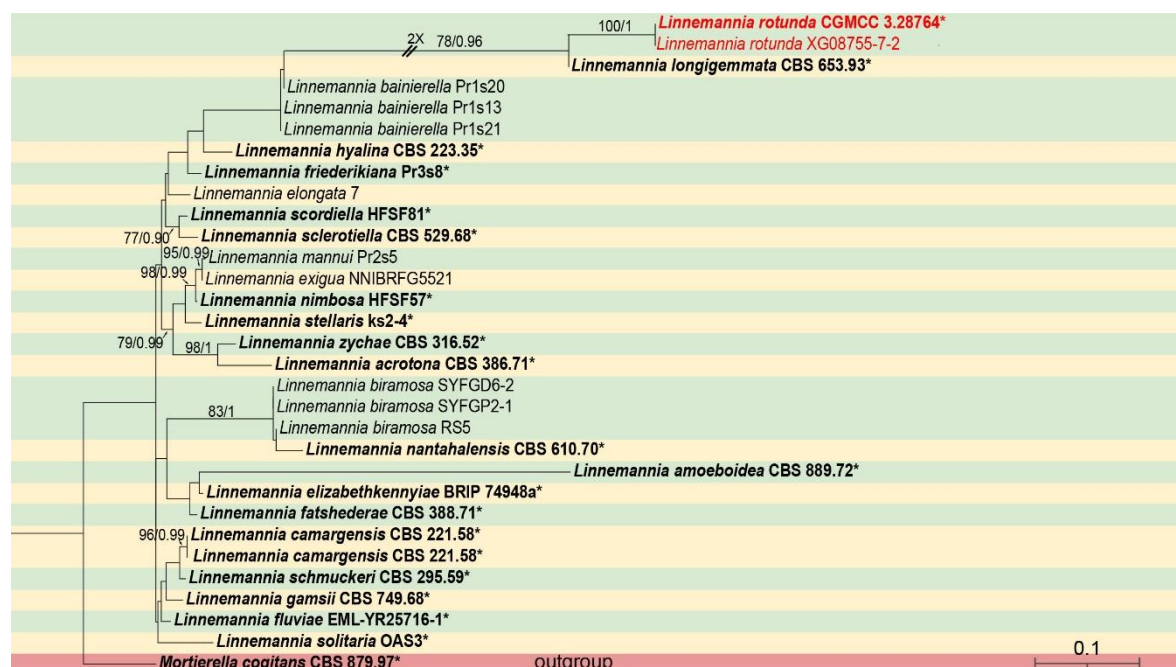 100/1 Linnemannia rotunda CGMCC 3.28764*
2X 78/0.96 Linnemannia rotunda XG08755-7-2
Linnemannia longigemmata CBS 653.93*
Linnemannia bainierella Pr1s20
Linnemannia bainierella Pr1s13
Linnemannia bainierella Pr1s21
Linnemannia hyalina CBS 223.35*
Linnemannia friederikiana Pr3s8*
Linnemannia elongata 7
Linnemannia scordiella HFSF81*
77/0.90 Linnemannia sclerotiella CBS 529.68*
95/0.99 Linnemannia mannui Pr2s5
98/0.99 Linnemannia exigua NNIBRFG5521
Linnemannia nimbosa HFSF57*
Linnemannia stellaris ks2-4*
79/0.99 Linnemannia zychae CBS 316.52*
98/1 Linnemannia acrotona CBS 386.71*
Linnemannia biramosa SYFGD6-2
Linnemannia biramosa SYFGP2-1
83/1 Linnemannia biramosa RS5
Linnemannia nantahalensis CBS 610.70*
Linnemannia amoeboidea CBS 889.72*
Linnemannia elizabethkennyiae BRIP 74948a*
Linnemannia fatshederae CBS 388.71*
96/0.99 Linnemannia camargensis CBS 221.58*
Linnemannia camargensis CBS 221.58*
Linnemannia schmuckeri CBS 295.59*
Linnemannia gamsii CBS 749.68*
Linnemannia fluviae EML-YR25716-1*
Linnemannia solitaria OAS3*
0.1
Mortierella cogitans CBS 879.97* outgroup